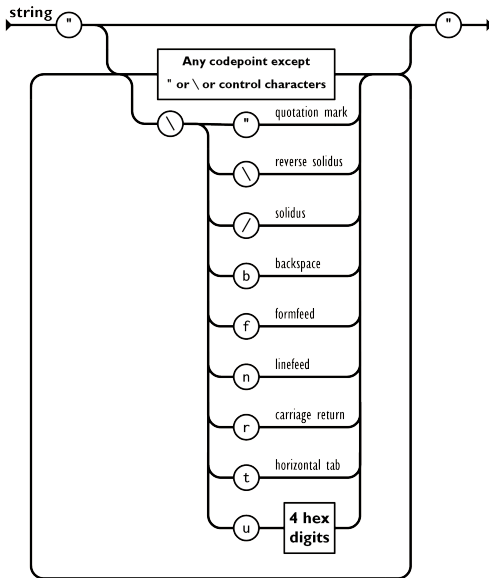 string
" "
Any codepoint except
" or \ or control characters
\ " quotation mark
\ reverse solidus
/ solidus
b backspace
f formfeed
n linefeed
r carriage return
t horizontal tab
u 4 hex
digits